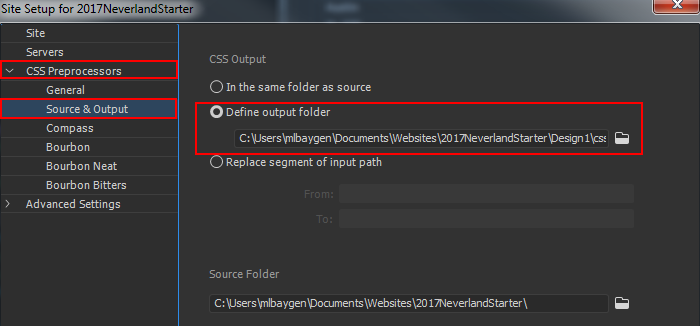 Site Setup for 2017NeverlandStarter
Site
Servers
CSS Preprocessors
General
Source & Output
Compass
Bourbon
Bourbon Neat
Bourbon Bitters
Advanced Settings
CSS Output
In the same folder as source
Define output folder
C:\Users\mlbaygen\Documents\Websites\2017NeverlandStarter\Design1\css
Replace segment of input path
From:
To:
Source Folder
C:\Users\mlbaygen\Documents\Websites\2017NeverlandStarter\